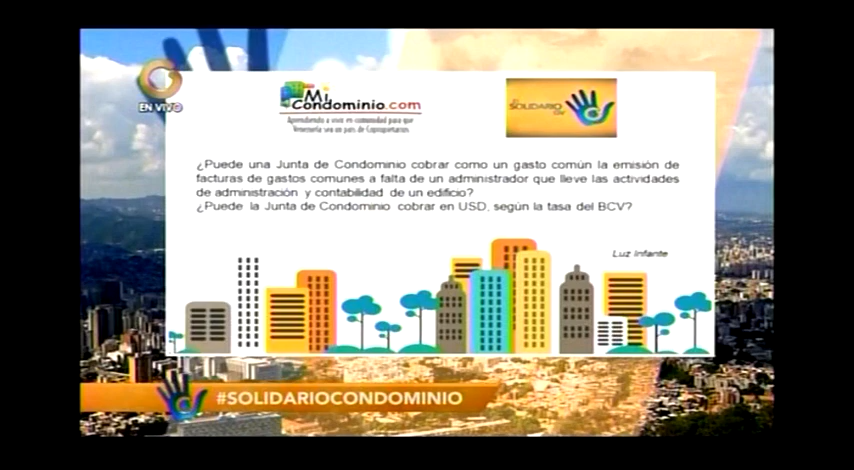 EN VIVO
Mi
Condominio.com
Aprendiendo a vivir en comunidad para que
Venezuela sea un país de Copropietarios
SOLIDARIO
¿Puede una Junta de Condominio cobrar como un gasto común la emisión de
facturas de gastos comunes a falta de un administrador que lleve las actividades
de administración y contabilidad de un edificio?
¿Puede la Junta de Condominio cobrar en USD, según la tasa del BCV?
Luz Infante
#SOLIDARIOCONDOMINIO